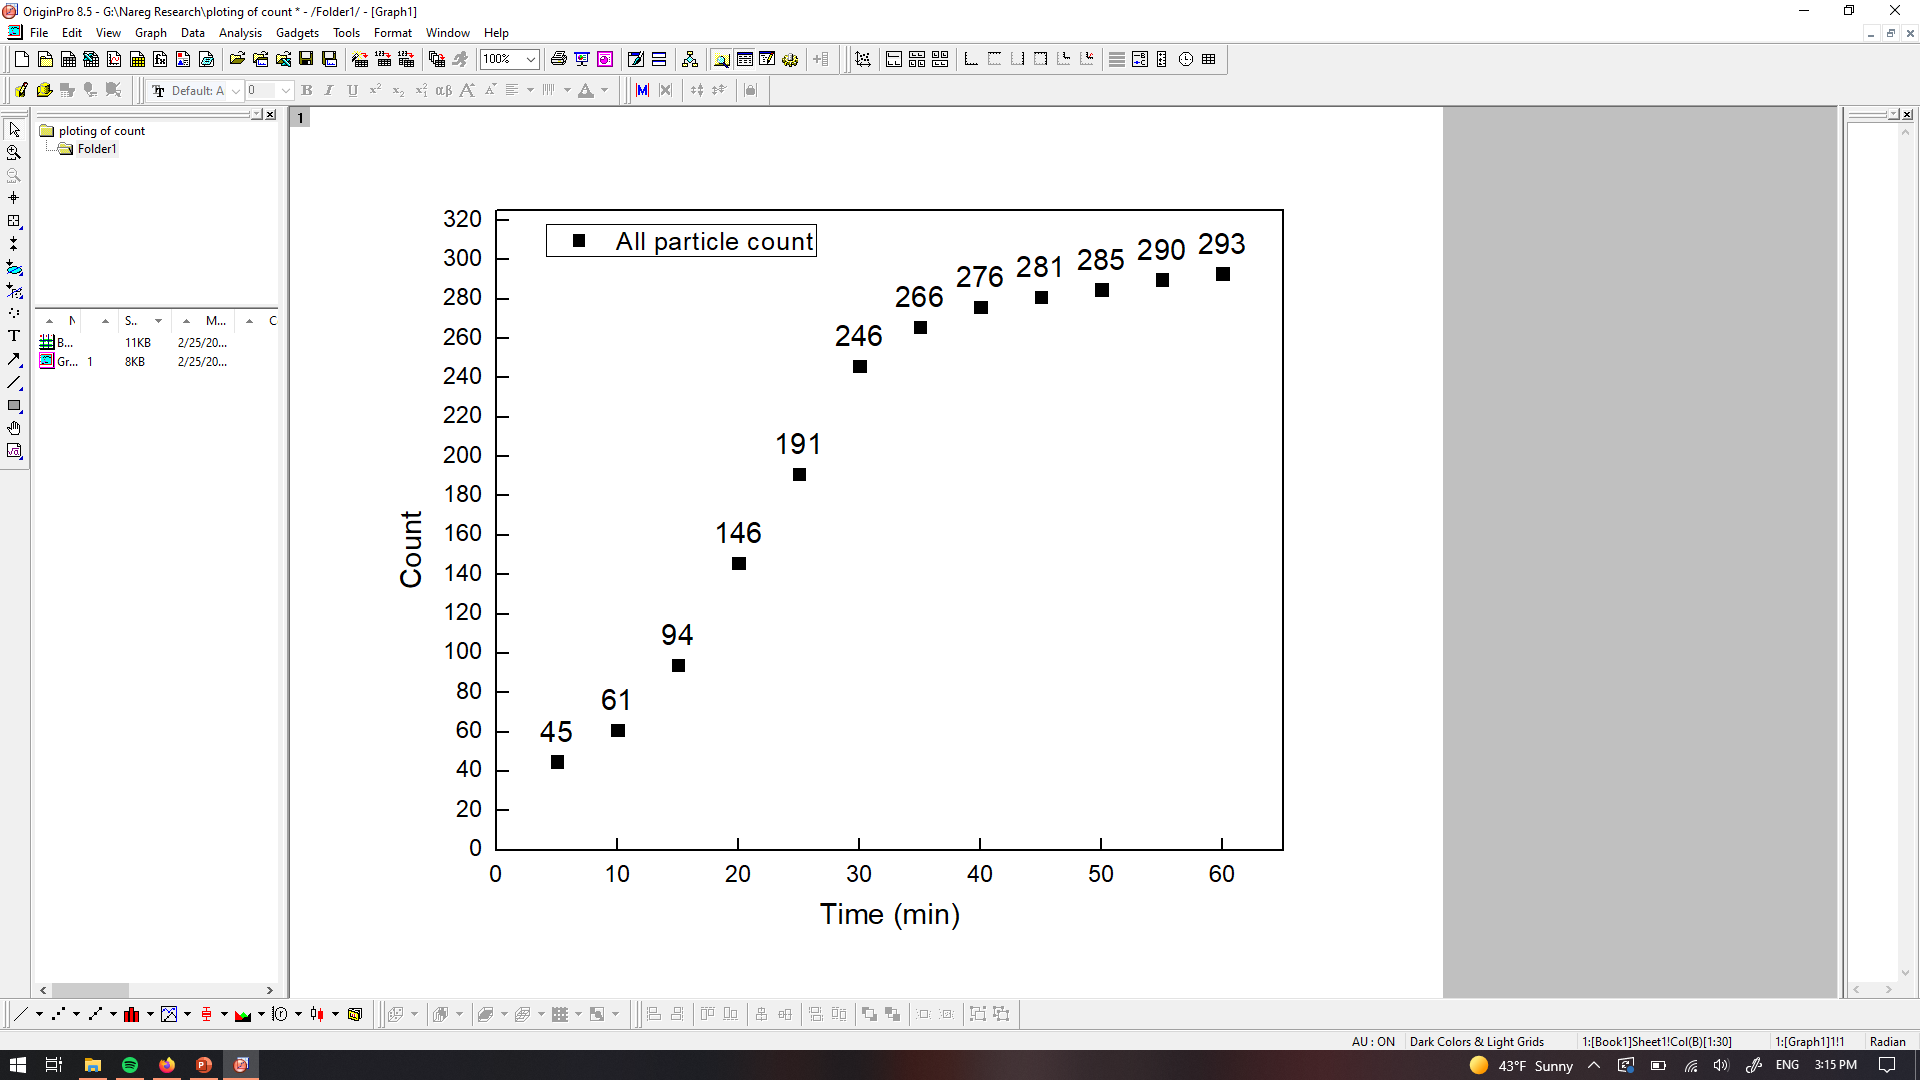 OriginPro 8.5 - G:\Nareg Research\ploting of count * - /Folder1/ - [Graph1]
File Edit View Graph Data Analysis Gadgets Tools Format Window Help
100%
Default: A 0 B I U x² x₂ αβ A A A
ploting of count
Folder1
N S.. M... C
B... 11KB 2/25/20...
Gr... 1 8KB 2/25/20...
T
1
All particle count
320
300
280
260
240
220
200
180
160
140
120
100
80
60
40
20
0
Count
45
61
94
146
191
246
266
276
281
285
290
293
0 10 20 30 40 50 60
Time (min)
AU : ON Dark Colors & Light Grids 1:[Book1]Sheet1!Col(B)[1:30] 1:[Graph1]1!1 Radian
43°F Sunny ENG 3:15 PM